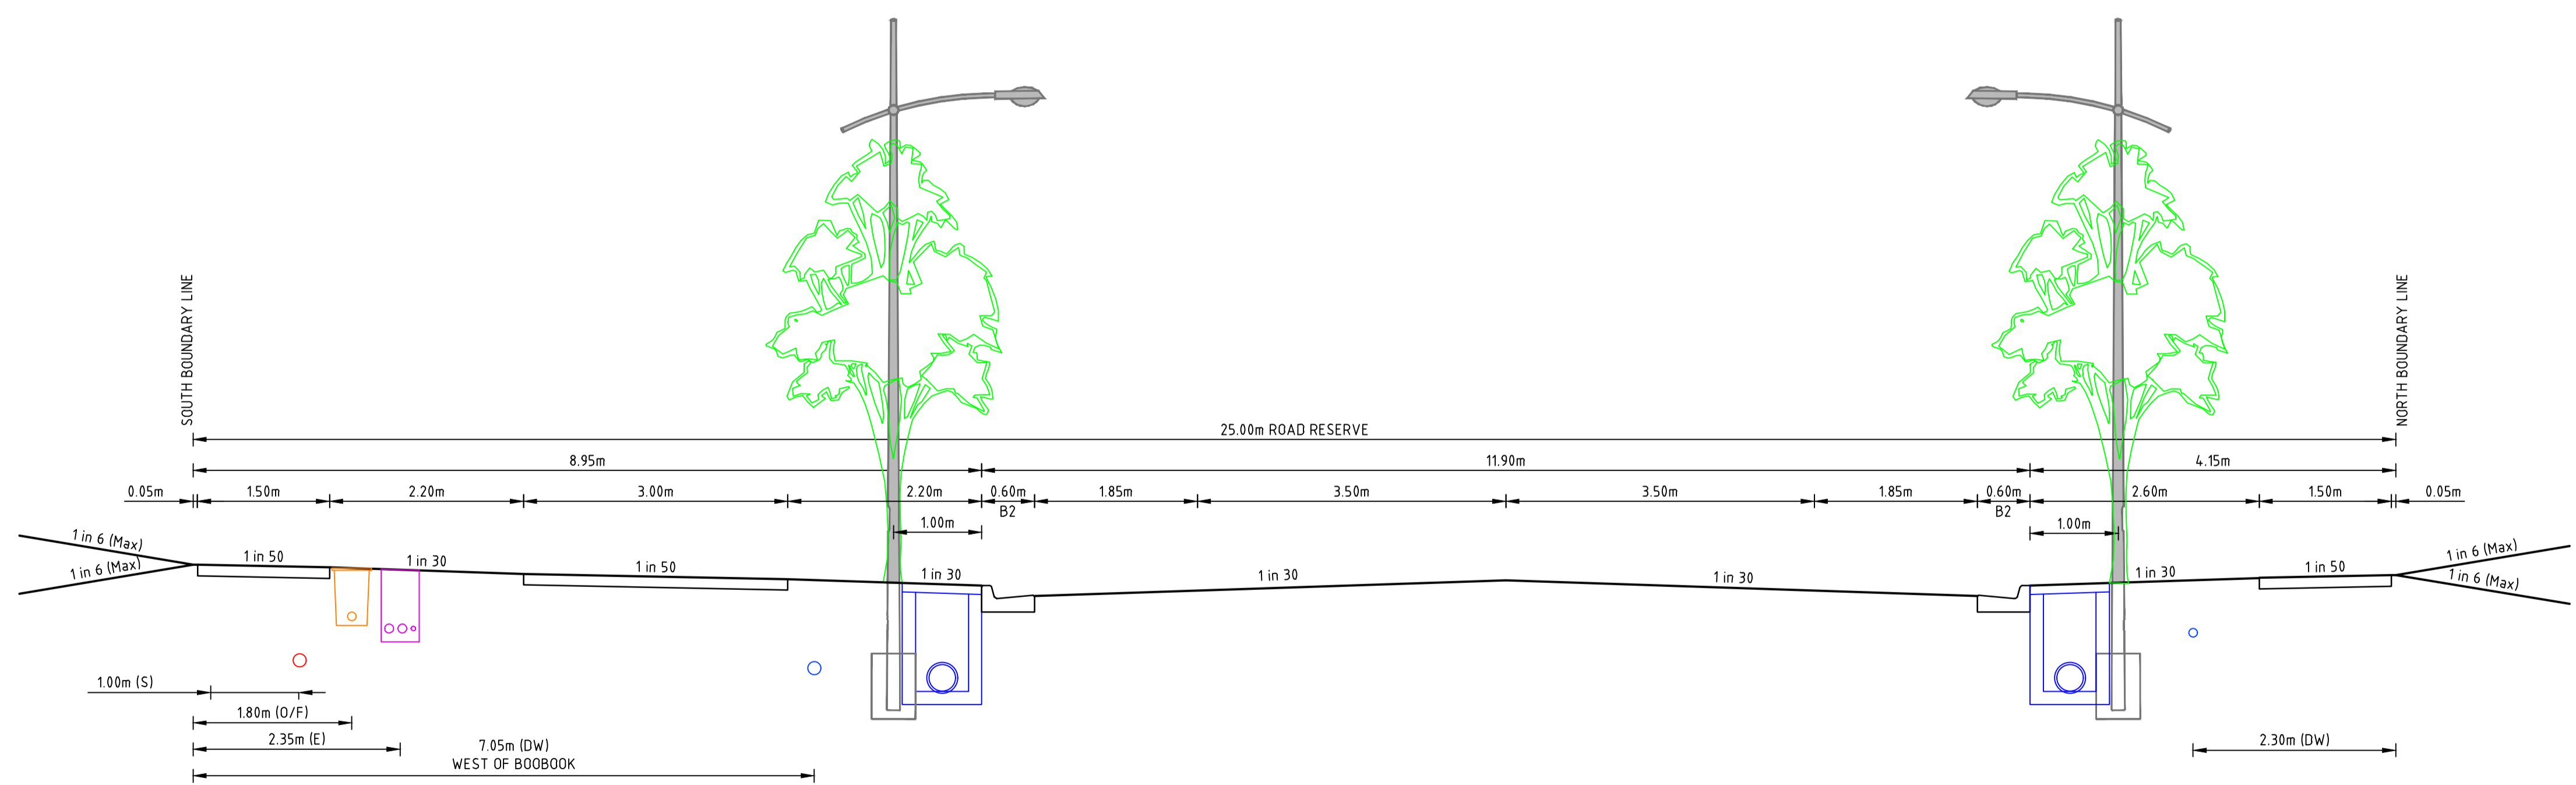 SOUTH BOUNDARY LINE
NORTH BOUNDARY LINE
25.00m ROAD RESERVE
8.95m 11.90m 4.15m
0.05m 1.50m 2.20m 3.00m 2.20m 0.60m 1.85m 3.50m 3.50m 1.85m 0.60m 2.60m 1.50m 0.05m
B2 B2
1.00m 1.00m
1 in 6 (Max) 1 in 6 (Max)
1 in 6 (Max) 1 in 6 (Max)
1 in 50 1 in 30 1 in 50 1 in 30 1 in 30 1 in 30 1 in 30 1 in 50
1.00m (S)
1.80m (O/F)
2.35m (E) 7.05m (DW) 2.30m (DW)
WEST OF BOOBOOK